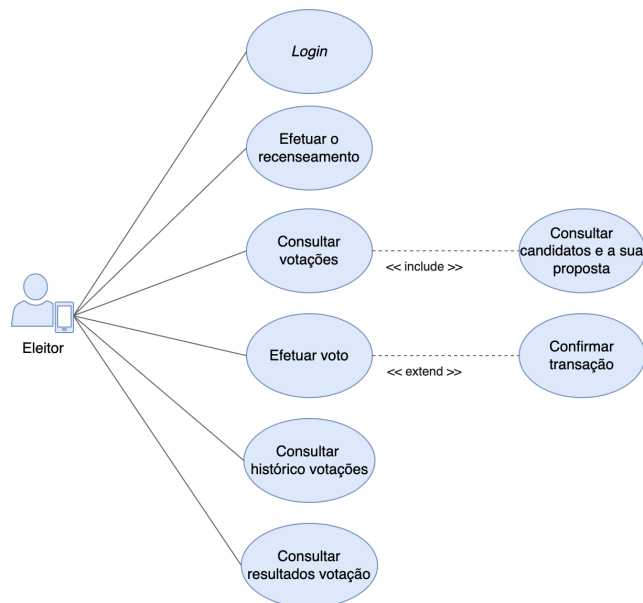 Login
Efetuar o
recenseamento
Consultar
votações
<< include >>
Consultar
candidatos e a sua
proposta
Eleitor
Efetuar voto
<< extend >>
Confirmar
transação
Consultar
histórico votações
Consultar
resultados votação